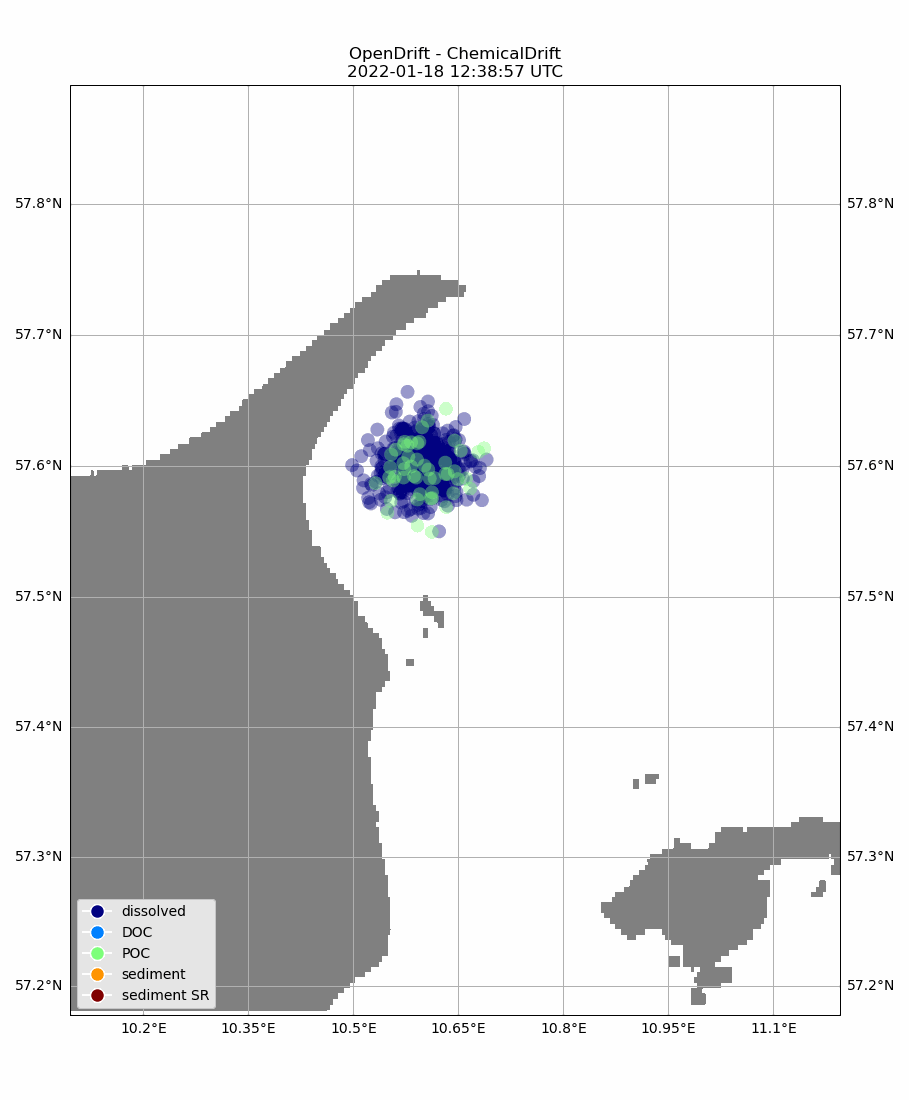 OpenDrift - ChemicalDrift
2022-01-18 12:38:57 UTC
57.8°N 57.8°N
57.7°N 57.7°N
57.6°N 57.6°N
57.5°N 57.5°N
57.4°N 57.4°N
57.3°N 57.3°N
57.2°N 57.2°N
dissolved
DOC
POC
sediment
sediment SR
10.2°E 10.35°E 10.5°E 10.65°E 10.8°E 10.95°E 11.1°E